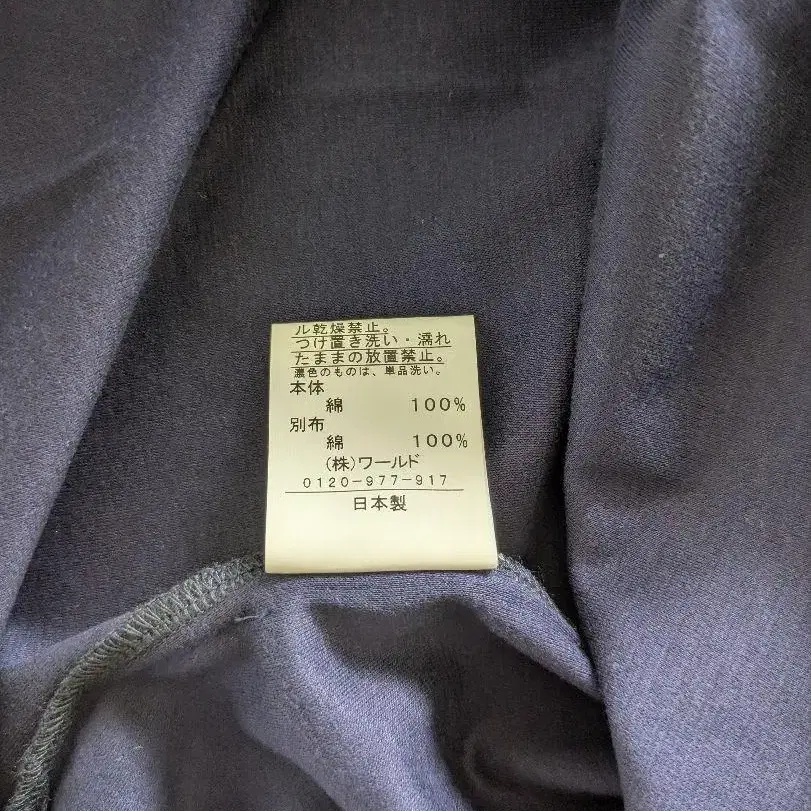 ル乾燥禁止。
つけ置き洗い・濡れ
たままの放置禁止。
濃色のものは、単品洗い。
本体
綿 100%
別布
綿 100%
(株)ワールド
0120-977-917
日本製